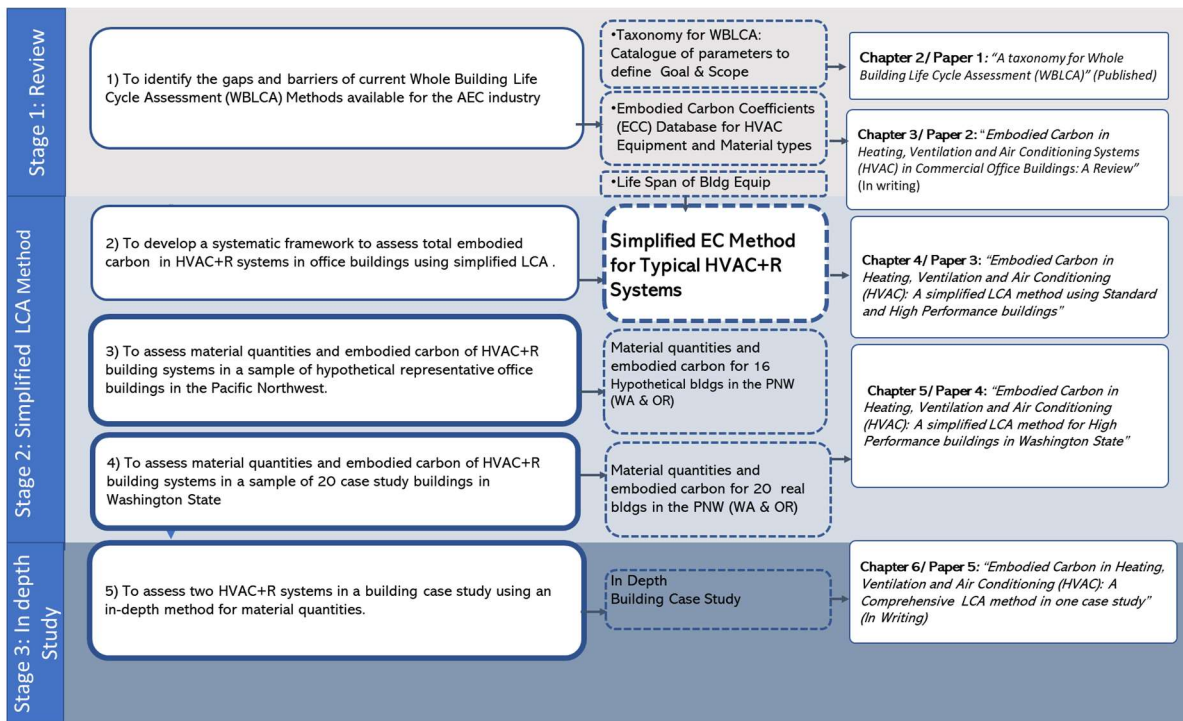 Stage 1: Review
1) To identify the gaps and barriers of current Whole Building Life
Cycle Assessment (WBLCA) Methods available for the AEC industry
•Taxonomy for WBLCA:
Catalogue of parameters to
define Goal & Scope
•Embodied Carbon Coefficients
(ECC) Database for HVAC
Equipment and Material types
•Life Span of Bldg Equip
Chapter 2/ Paper 1: “A taxonomy for Whole
Building Life Cycle Assessment (WBLCA)” (Published)
Chapter 3/ Paper 2: “Embodied Carbon in
Heating, Ventilation and Air Conditioning Systems
(HVAC) in Commercial Office Buildings: A Review”
(In writing)
Stage 2: Simplified LCA Method
2) To develop a systematic framework to assess total embodied
carbon in HVAC+R systems in office buildings using simplified LCA .
Simplified EC Method
for Typical HVAC+R
Systems
Chapter 4/ Paper 3: “Embodied Carbon in
Heating, Ventilation and Air Conditioning
(HVAC): A simplified LCA method using Standard
and High Performance buildings”
3) To assess material quantities and embodied carbon of HVAC+R
building systems in a sample of hypothetical representative office
buildings in the Pacific Northwest.
Material quantities and
embodied carbon for 16
Hypothetical bldgs in the PNW
(WA & OR)
4) To assess material quantities and embodied carbon of HVAC+R
building systems in a sample of 20 case study buildings in
Washington State
Material quantities and
embodied carbon for 20 real
bldgs in the PNW (WA & OR)
Chapter 5/ Paper 4: “Embodied Carbon in
Heating, Ventilation and Air Conditioning
(HVAC): A simplified LCA method for High
Performance buildings in Washington State”
Stage 3: In depth
Study
5) To assess two HVAC+R systems in a building case study using an
in-depth method for material quantities.
In Depth
Building Case Study
Chapter 6/ Paper 5: “Embodied Carbon in Heating,
Ventilation and Air Conditioning (HVAC): A
Comprehensive LCA method in one case study”
(In Writing)